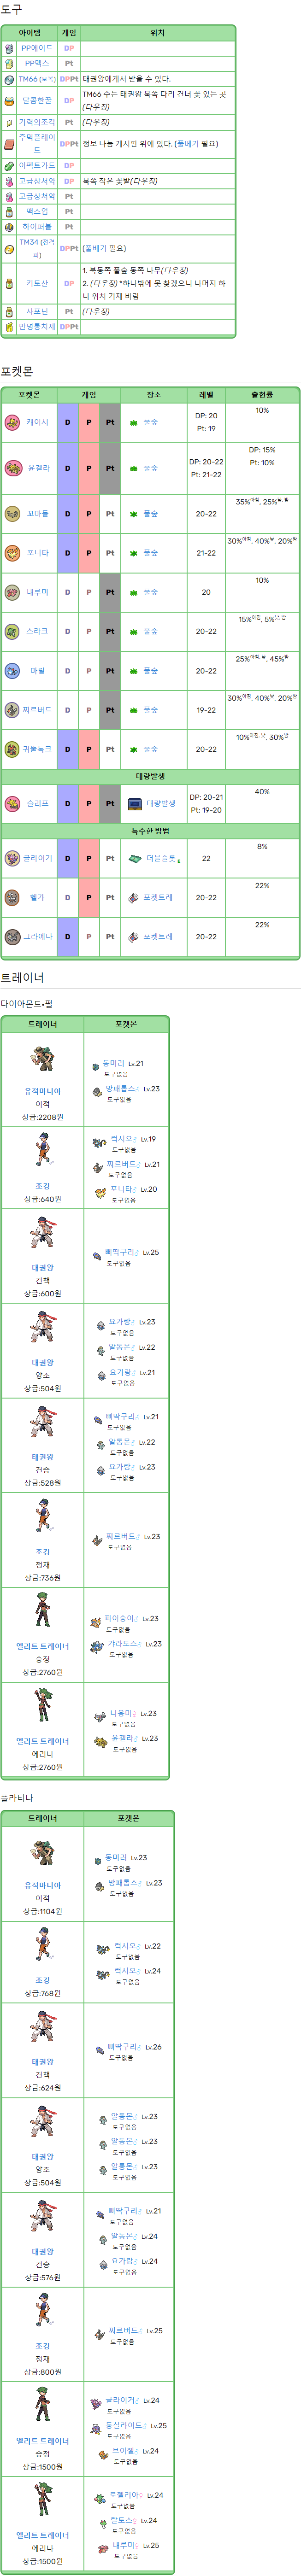 도구
아이템 게임 위치
PP에이드 DP
PP맥스 Pt
TM66 (보복) DPPt 태권왕에게서 받을 수 있다.
달콤한꿀 DP TM66 주는 태권왕 북쪽 다리 건너 꽃 있는 곳
(다우징)
기력의조각 Pt (다우징)
주먹플레이트 DPPt 정보 나눔 게시판 위에 있다. (풀베기 필요)
이펙트가드 DP
고급상처약 DP 북쪽 작은 꽃밭(다우징)
고급상처약 Pt
맥스업 Pt
하이퍼볼 Pt
TM34 (전격파) DPPt (풀베기 필요)
키토산 DP 1. 북동쪽 풀숲 동쪽 나무(다우징)
2. (다우징) *하나밖에 못 찾겠으니 나머지 하
나 위치 기재 바람
사포닌 Pt (다우징)
만병통치제 DPPt
포켓몬
포켓몬 게임 장소 레벨 출현률
케이시 D P Pt 풀숲 DP: 20
Pt: 19 10%
윤겔라 D P Pt 풀숲 DP: 20-22
Pt: 21-22 DP: 15%
Pt: 10%
꼬마돌 D P Pt 풀숲 20-22 35%아침, 25%낮, 밤
포니타 D P Pt 풀숲 21-22 30%아침, 40%낮, 20%밤
내루미 D P Pt 풀숲 20 10%
스라크 D P Pt 풀숲 20-22 15%아침, 5%낮, 밤
마릴 D P Pt 풀숲 20-22 25%아침, 낮, 45%밤
찌르버드 D P Pt 풀숲 19-22 30%아침, 40%낮, 20%밤
귀뚤톡크 D P Pt 풀숲 20-22 10%아침, 낮, 30%밤
대량발생
슬리프 D P Pt 대량발생 DP: 20-21
Pt: 19-20 40%
특수한 방법
글라이거 D P Pt 더블슬롯 22 8%
헬가 D P Pt 포켓트레 20-22 22%
그라에나 D P Pt 포켓트레 20-22 22%
트레이너
다이아몬드•펄
트레이너 포켓몬
유적마니아
이적
상금:2208원
동미러 Lv.21
도구없음
방패톱스♂ Lv.23
도구없음
조깅
상금:640원
럭시오♂ Lv.19
도구없음
찌르버드♂ Lv.21
도구없음
포니타♂ Lv.20
도구없음
태권왕
건책
상금:600원
삐딱구리♂ Lv.25
도구없음
태권왕
양조
상금:504원
요가랑♂ Lv.23
도구없음
알통몬♂ Lv.22
도구없음
요가랑♂ Lv.21
도구없음
태권왕
건승
상금:528원
삐딱구리♂ Lv.21
도구없음
알통몬♂ Lv.22
도구없음
요가랑♂ Lv.23
도구없음
조깅
정재
상금:736원
찌르버드♂ Lv.23
도구없음
엘리트 트레이너
승정
상금:2760원
파이숭이♂ Lv.23
도구없음
갸라도스♂ Lv.23
도구없음
엘리트 트레이너
에리나
상금:2760원
나옹마♀ Lv.23
도구없음
윤겔라♂ Lv.23
도구없음
플라티나
트레이너 포켓몬
유적마니아
이적
상금:1104원
동미러 Lv.23
도구없음
방패톱스♂ Lv.23
도구없음
조깅
상금:768원
럭시오♂ Lv.22
도구없음
럭시오♂ Lv.24
도구없음
태권왕
건책
상금:624원
삐딱구리♂ Lv.26
도구없음
태권왕
양조
상금:504원
알통몬♂ Lv.23
도구없음
알통몬♂ Lv.23
도구없음
알통몬♂ Lv.23
도구없음
태권왕
건승
상금:576원
삐딱구리♂ Lv.21
도구없음
알통몬♂ Lv.24
도구없음
요가랑♂ Lv.24
도구없음
조깅
정재
상금:800원
찌르버드♂ Lv.25
도구없음
엘리트 트레이너
승정
상금:1500원
글라이거♂ Lv.24
도구없음
둥실라이드♂ Lv.25
도구없음
브이젤♂ Lv.24
도구없음
엘리트 트레이너
에리나
상금:1500원
로젤리아♀ Lv.24
도구없음
랄토스♂ Lv.24
도구없음
내루미♀ Lv.25
도구없음